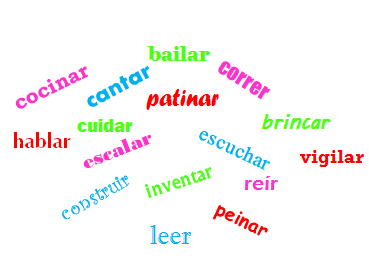 bailar
cocinar
cantar
correr
patinar
cuidar
brincar
hablar
escalar
escuchar
vigilar
construir
inventar
reír
peinar
leer